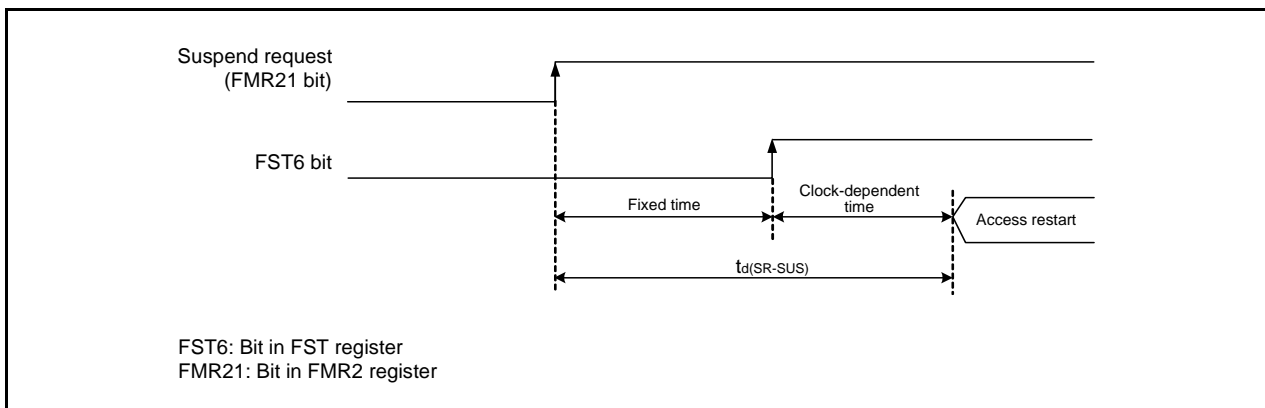 Suspend request
(FMR21 bit)
FST6 bit
Fixed time
Clock-dependent
time
Access restart
td(SR-SUS)
FST6: Bit in FST register
FMR21: Bit in FMR2 register